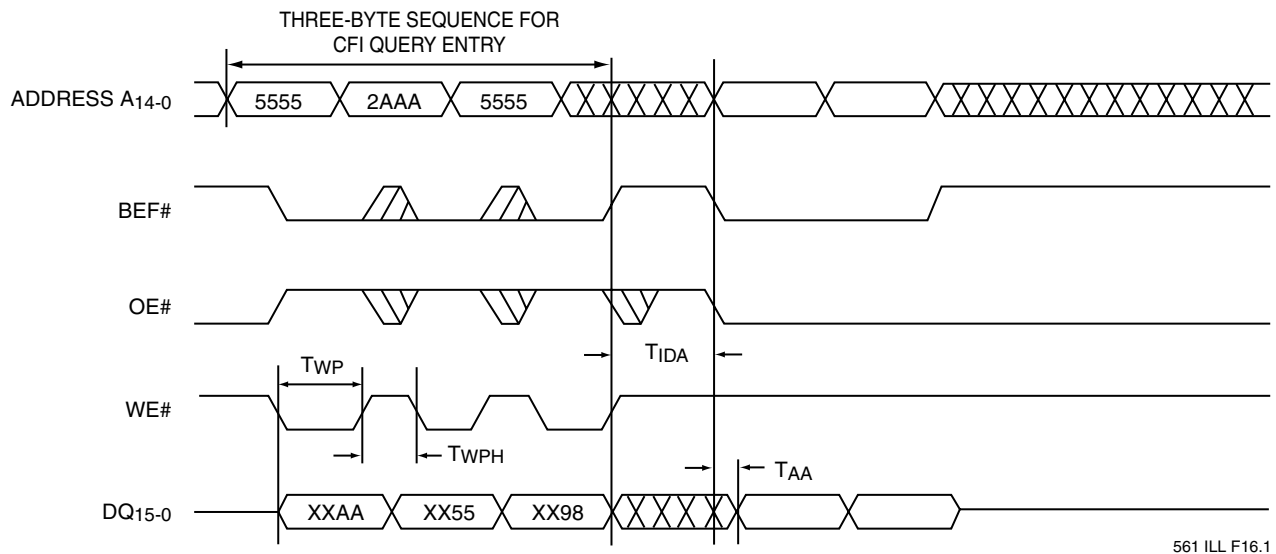 THREE-BYTE SEQUENCE FOR
CFI QUERY ENTRY
ADDRESS A14-0
5555
2AAA
5555
BEF#
OE#
TIDA
TWP
WE#
TWPH
TAA
DQ15-0
XXAA
XX55
XX98
561 ILL F16.1